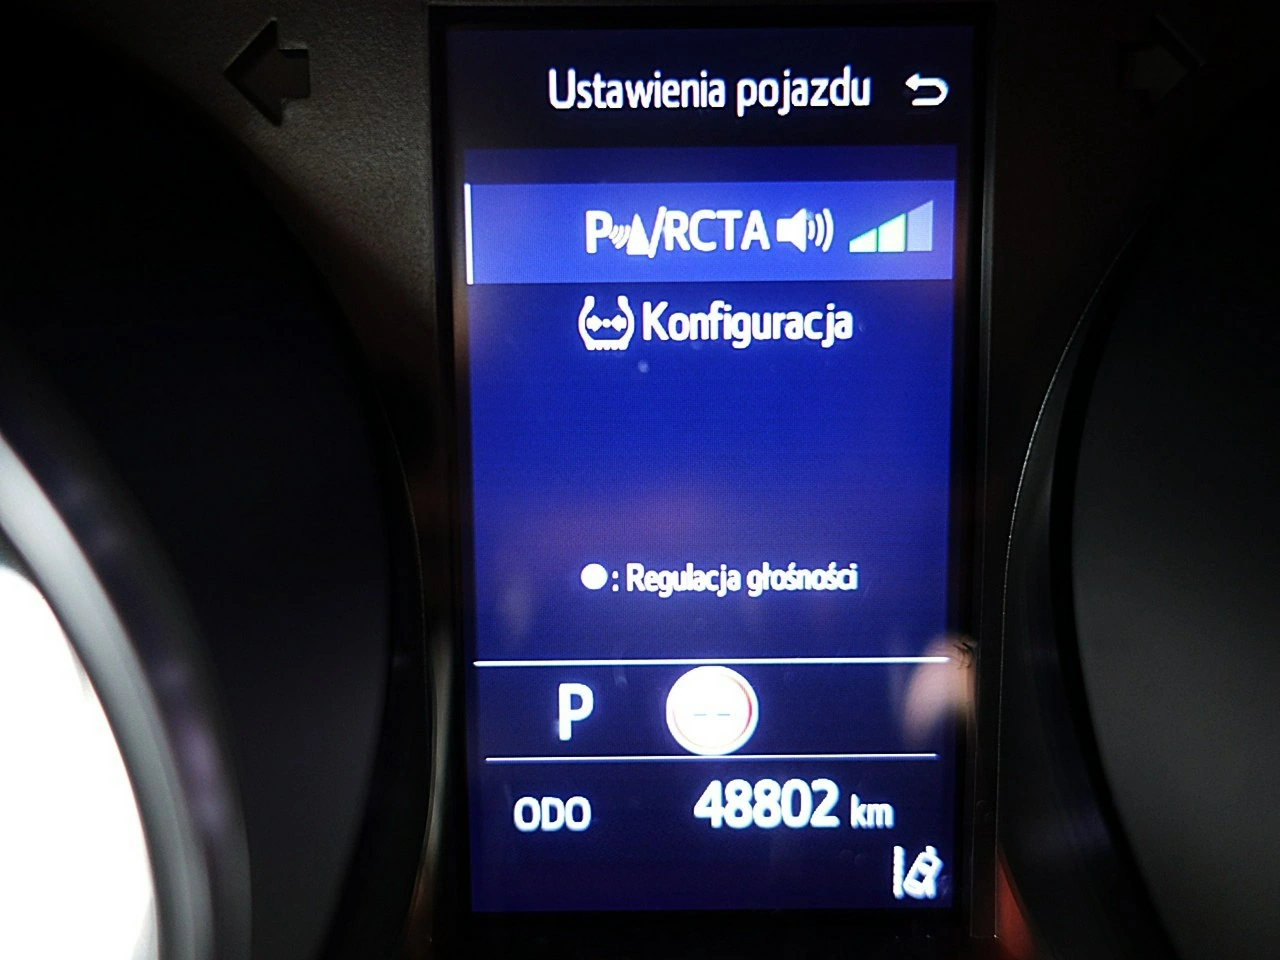 Ustawienia pojazdu
P/RCTA
Konfiguracja
: Regulacja głośności
P --
ODO 48802 km